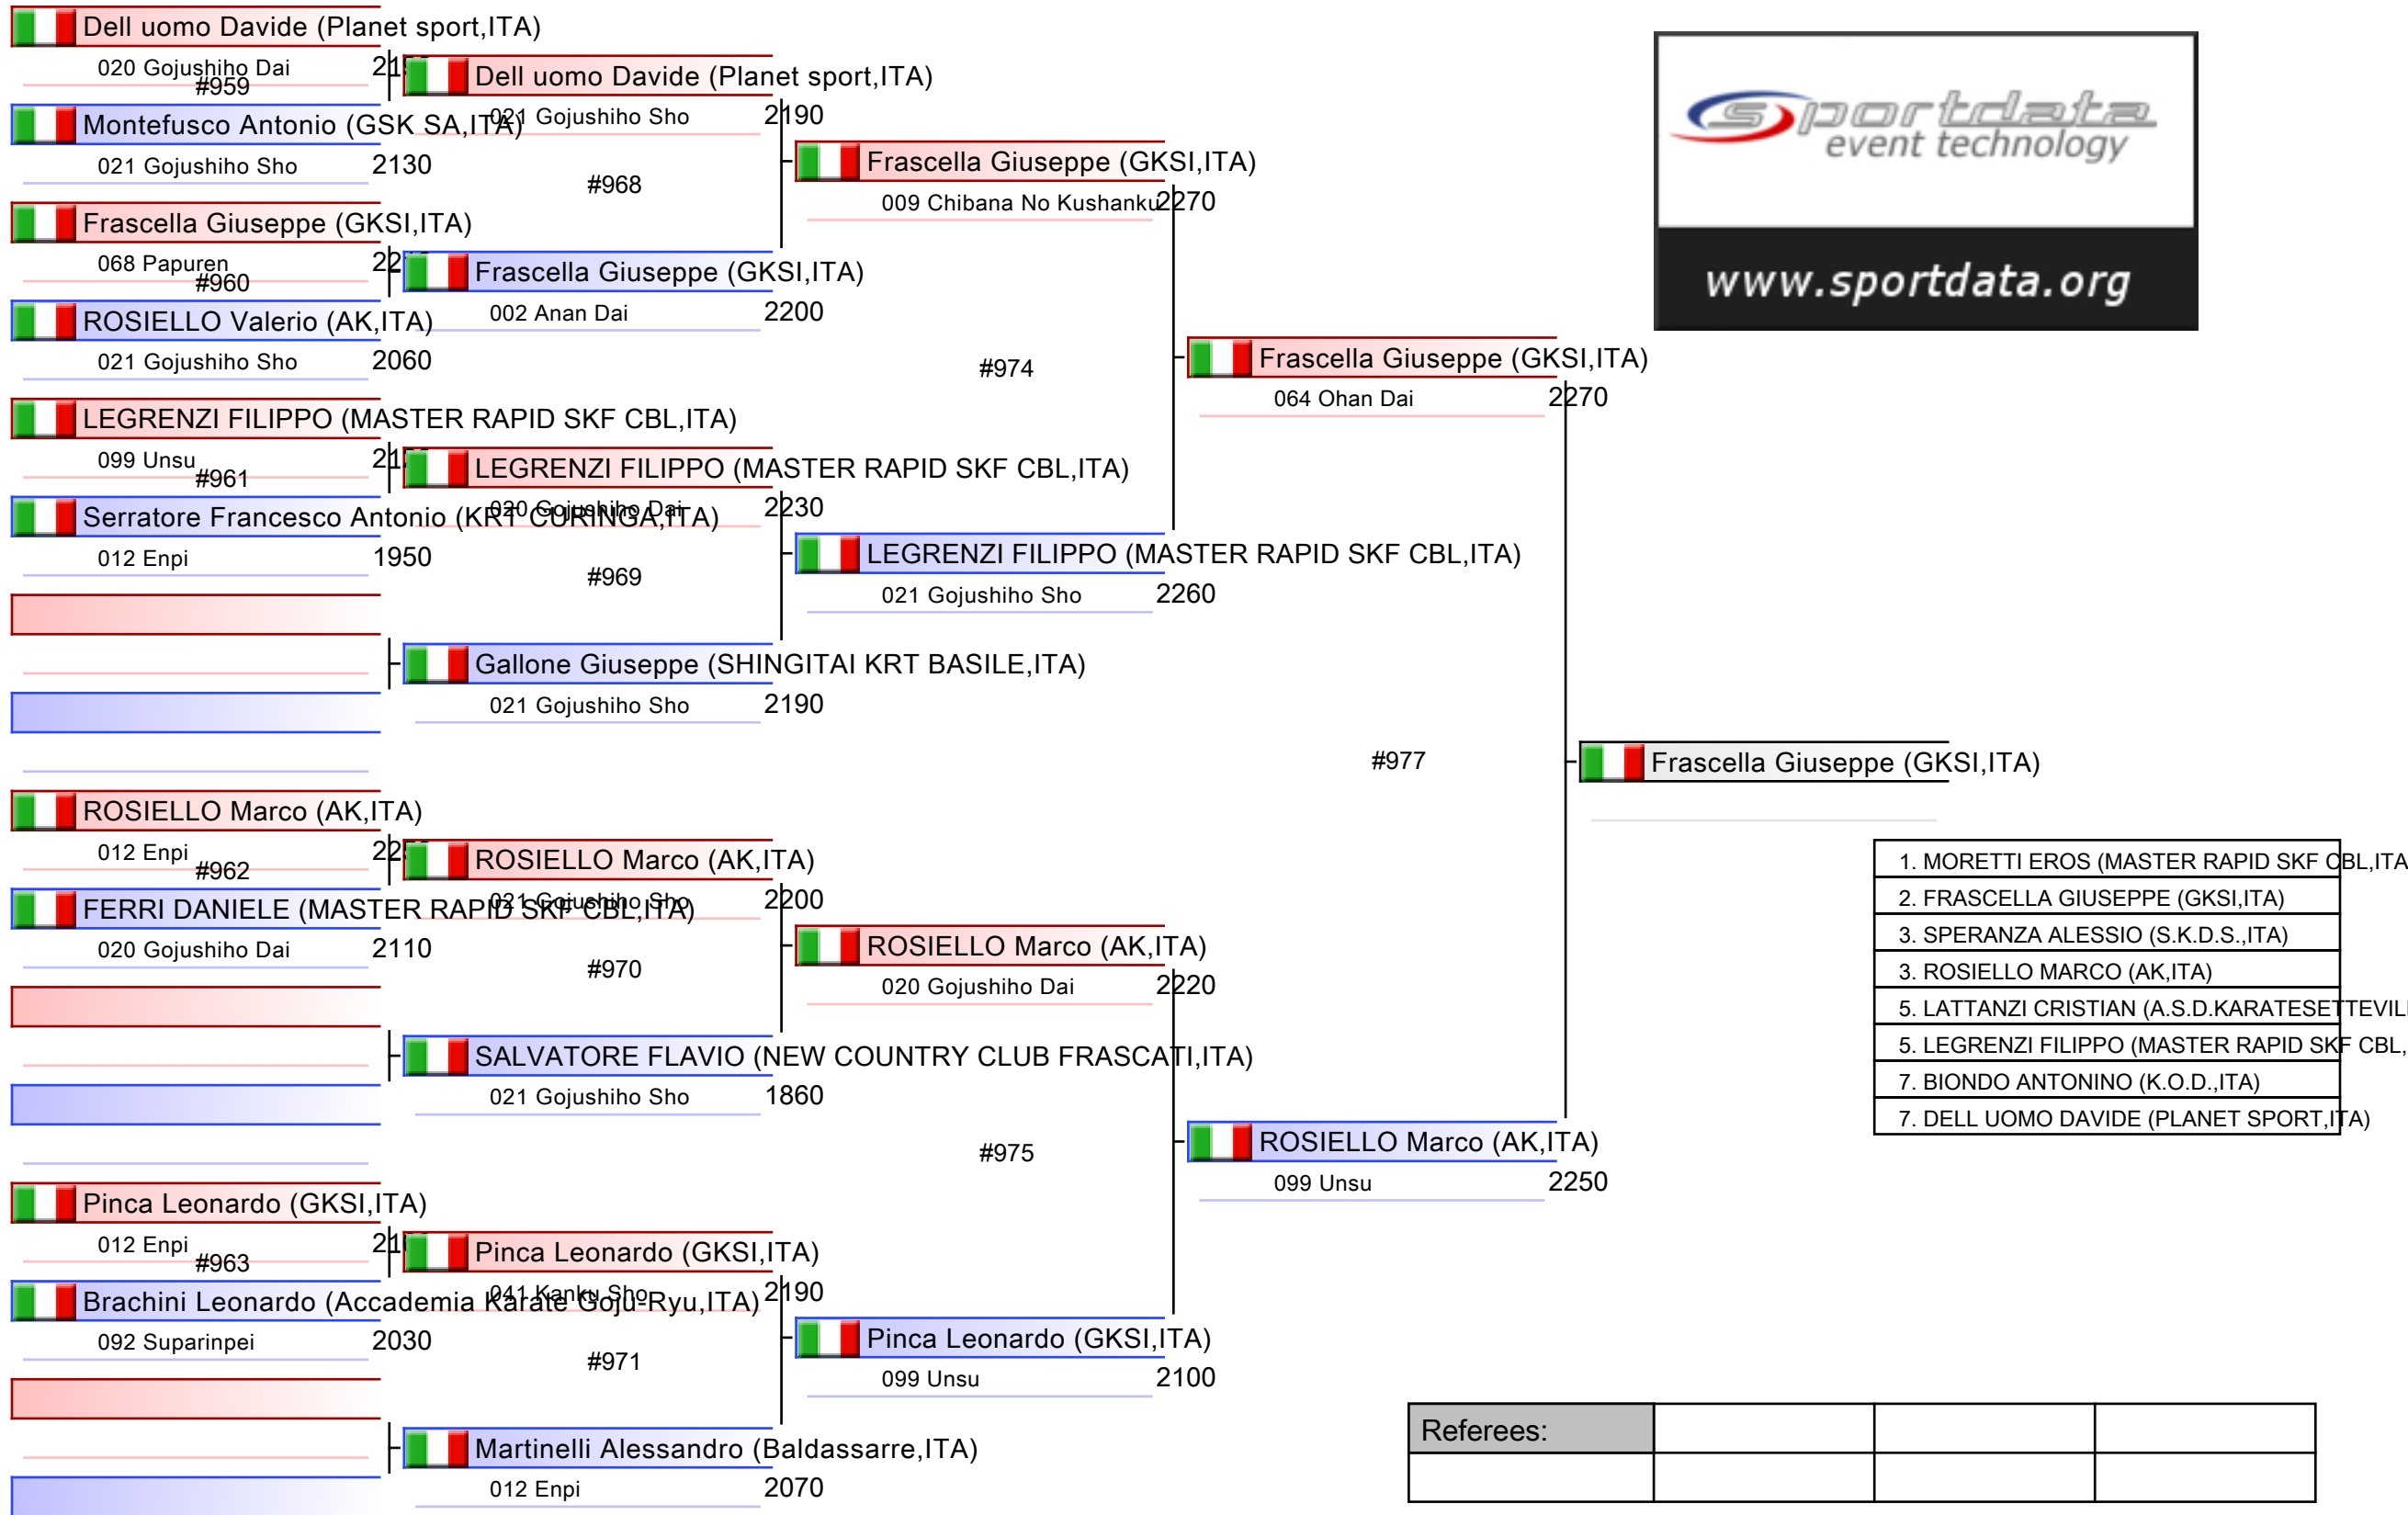 Dell uomo Davide (Planet sport,ITA)
020 Gojushiho Dai
#959
Montefusco Antonio (GSK SA,ITA)
021 Gojushiho Sho 2130
Frascella Giuseppe (GKSI,ITA)
068 Papuren
#960
ROSIELLO Valerio (AK,ITA)
021 Gojushiho Sho 2060
LEGRENZI FILIPPO (MASTER RAPID SKF CBL,ITA)
099 Unsu
#961
Serratore Francesco Antonio (KRT CURINGA,ITA)
012 Enpi 1950
ROSIELLO Marco (AK,ITA)
012 Enpi
#962
FERRI DANIELE (MASTER RAPID SKF CBL,ITA)
020 Gojushiho Dai 2110
Pinca Leonardo (GKSI,ITA)
012 Enpi
#963
Brachini Leonardo (Accademia Karate Goju-Ryu,ITA)
092 Suparinpei 2030
Dell uomo Davide (Planet sport,ITA)
021 Gojushiho Sho 2190
#968
Frascella Giuseppe (GKSI,ITA)
002 Anan Dai 2200
LEGRENZI FILIPPO (MASTER RAPID SKF CBL,ITA)
020 Gojushiho Dai 2230
#969
Gallone Giuseppe (SHINGITAI KRT BASILE,ITA)
021 Gojushiho Sho 2190
ROSIELLO Marco (AK,ITA)
021 Gojushiho Sho 2200
#970
SALVATORE FLAVIO (NEW COUNTRY CLUB FRASCATI,ITA)
021 Gojushiho Sho 1860
Pinca Leonardo (GKSI,ITA)
041 Kanku Sho 2190
#971
Martinelli Alessandro (Baldassarre,ITA)
012 Enpi 2070
Frascella Giuseppe (GKSI,ITA)
009 Chibana No Kushanku 2270
#974
LEGRENZI FILIPPO (MASTER RAPID SKF CBL,ITA)
021 Gojushiho Sho 2260
ROSIELLO Marco (AK,ITA)
020 Gojushiho Dai 2220
#975
Pinca Leonardo (GKSI,ITA)
099 Unsu 2100
Frascella Giuseppe (GKSI,ITA)
064 Ohan Dai 2270
#977
ROSIELLO Marco (AK,ITA)
099 Unsu 2250
Frascella Giuseppe (GKSI,ITA)
sportdata
event technology
www.sportdata.org
1. MORETTI EROS (MASTER RAPID SKF CBL,ITA
2. FRASCELLA GIUSEPPE (GKSI,ITA)
3. SPERANZA ALESSIO (S.K.D.S.,ITA)
3. ROSIELLO MARCO (AK,ITA)
5. LATTANZI CRISTIAN (A.S.D.KARATESETTEVILL
5. LEGRENZI FILIPPO (MASTER RAPID SKF CBL,
7. BIONDO ANTONINO (K.O.D.,ITA)
7. DELL UOMO DAVIDE (PLANET SPORT,ITA)
Referees: